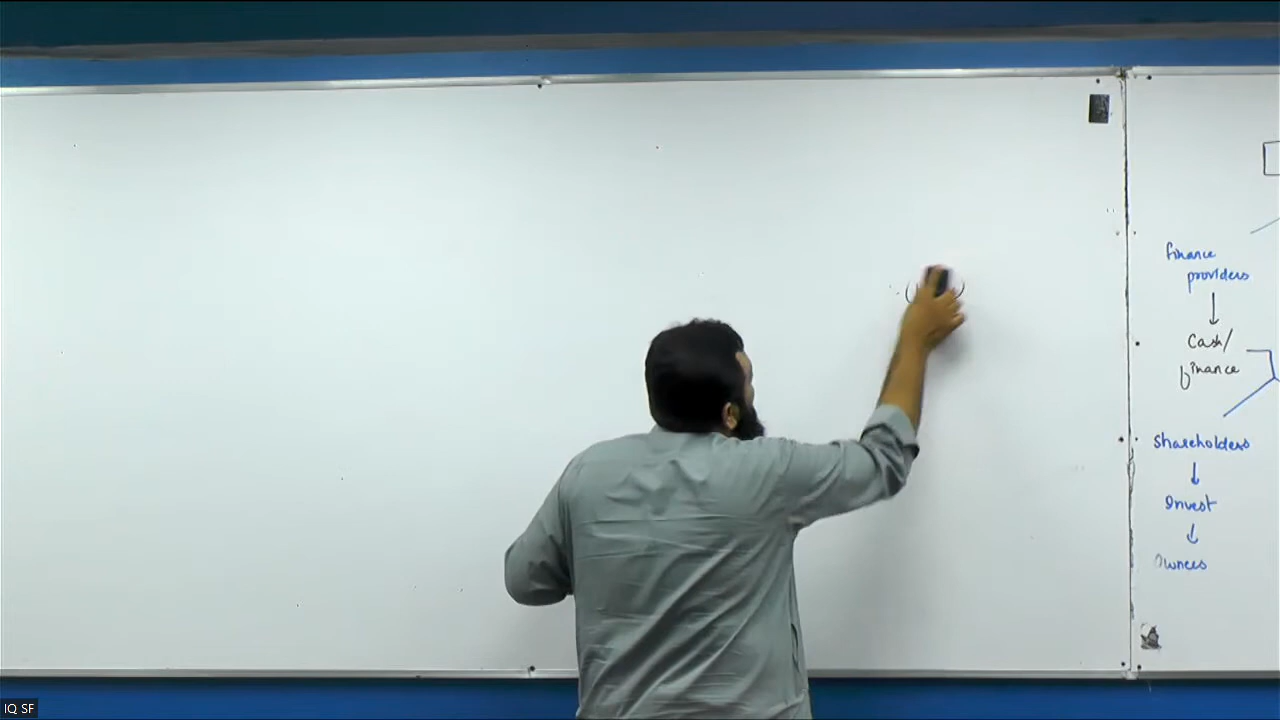 finance
providers
Cash/
finance
Shareholders
Invest
Owners
IQ SF